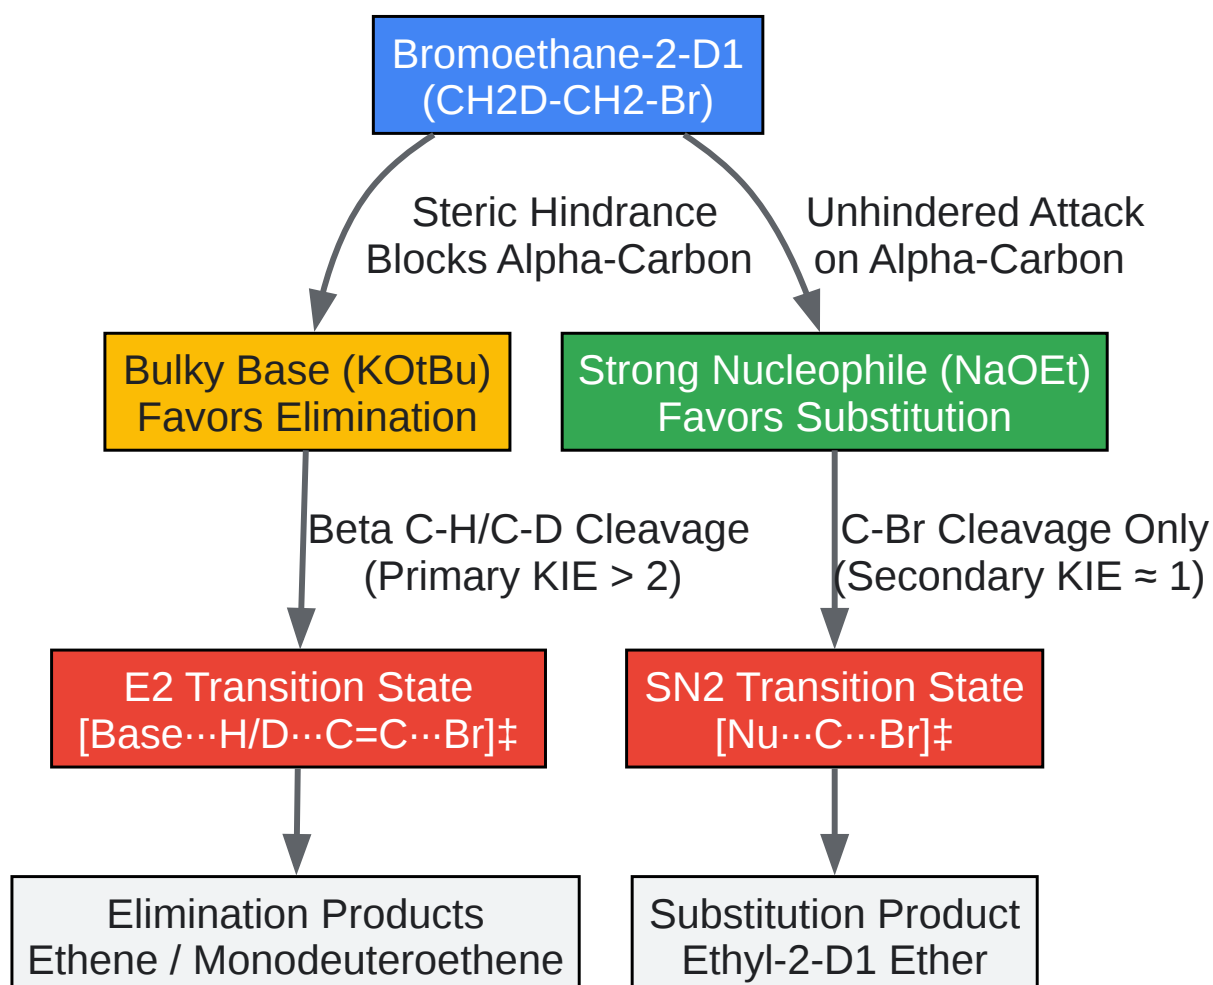 Bromoethane-2-D1
(CH2D-CH2-Br)
Steric Hindrance
Blocks Alpha-Carbon
Unhindered Attack
on Alpha-Carbon
Bulky Base (KOtBu)
Favors Elimination
Strong Nucleophile (NaOEt)
Favors Substitution
Beta C-H/C-D Cleavage
(Primary KIE > 2)
C-Br Cleavage Only
(Secondary KIE ≈ 1)
E2 Transition State
[Base···H/D···C=C···Br]‡
SN2 Transition State
[Nu···C···Br]‡
Elimination Products
Ethene / Monodeuteroethene
Substitution Product
Ethyl-2-D1 Ether